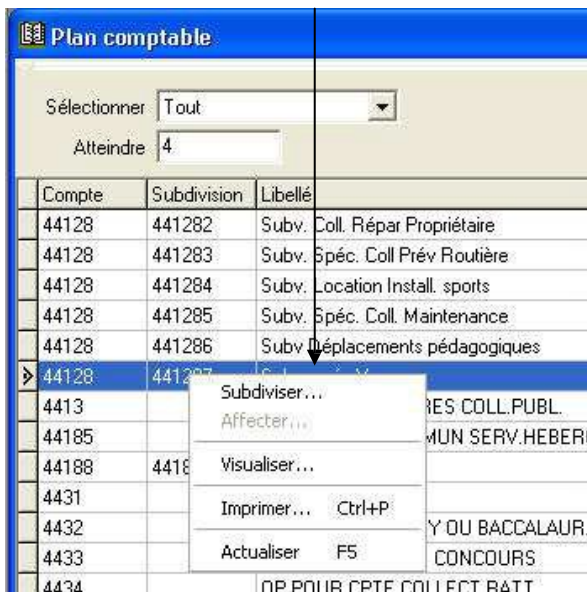 Plan comptable
Sélectionner Tout
Atteindre 4
Compte Subdivision Libellé
44128 441282 Subv. Coll. Répar Propriétaire
44128 441283 Subv. Spéc. Coll Prév Routière
44128 441284 Subv. Location Install. sports
44128 441285 Subv. Spéc. Coll. Maintenance
44128 441286 Subv Déplacements pédagogiques
44128
4413 RES COLL.PUBL.
44185 MUN SERV.HEBER
44188 4418
4431
4432 Y OU BACCALAUR.
4433 CONCOURS
4434 OP POUR CPTE COLLECT RATT
Subdiviser...
Affecter...
Visualiser...
Imprimer... Ctrl+P
Actualiser F5